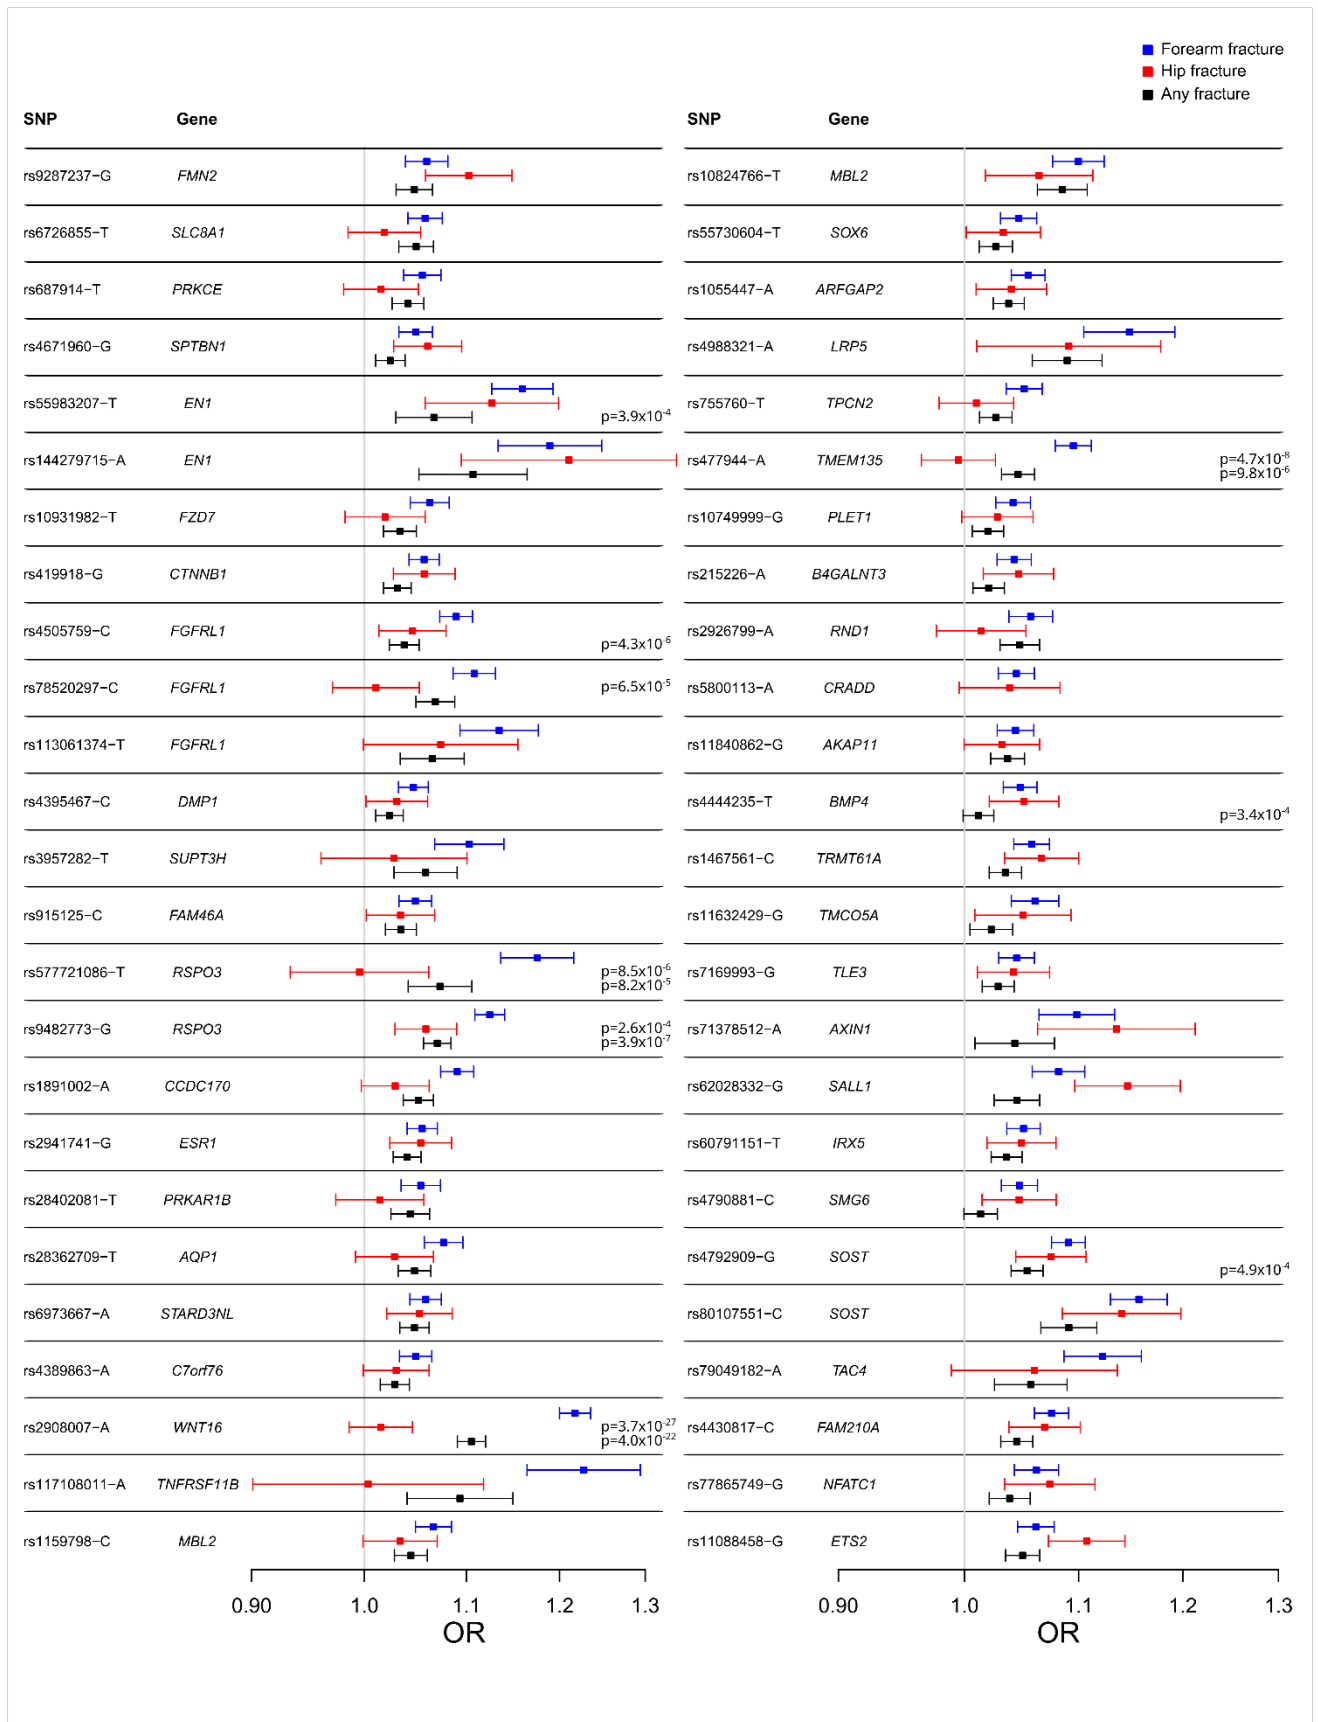 Forearm fracture
Hip fracture
Any fracture
SNP Gene SNP Gene
rs9287237−G FMN2 rs10824766−T MBL2
rs6726855−T SLC8A1 rs55730604−T SOX6
rs687914−T PRKCE rs1055447−A ARFGAP2
rs4671960−G SPTBN1 rs4988321−A LRP5
rs55983207−T EN1 p=3.9x10⁻⁴ rs755760−T TPCN2
rs144279715−A EN1 rs477944−A TMEM135 p=4.7x10⁻⁸
p=9.8x10⁻⁶
rs10931982−T FZD7 rs10749999−G PLET1
rs419918−G CTNNB1 rs215226−A B4GALNT3
rs4505759−C FGFRL1 p=4.3x10⁻⁶ rs2926799−A RND1
rs78520297−C FGFRL1 p=6.5x10⁻⁵ rs5800113−A CRADD
rs113061374−T FGFRL1 rs11840862−G AKAP11
rs4395467−C DMP1 rs4444235−T BMP4 p=3.4x10⁻⁴
rs3957282−T SUPT3H rs1467561−C TRMT61A
rs915125−C FAM46A rs11632429−G TMCO5A
rs577721086−T RSPO3 p=8.5x10⁻⁶ rs7169993−G TLE3
p=8.2x10⁻⁵
rs9482773−G RSPO3 p=2.6x10⁻⁴ rs71378512−A AXIN1
p=3.9x10⁻⁷
rs1891002−A CCDC170 rs62028332−G SALL1
rs2941741−G ESR1 rs60791151−T IRX5
rs28402081−T PRKAR1B rs4790881−C SMG6
rs28362709−T AQP1 rs4792909−G SOST p=4.9x10⁻⁴
rs6973667−A STARD3NL rs80107551−C SOST
rs4389863−A C7orf76 rs79049182−A TAC4
rs2908007−A WNT16 p=3.7x10⁻²⁷ rs4430817−C FAM210A
p=4.0x10⁻²²
rs117108011−A TNFRSF11B rs77865749−G NFATC1
rs1159798−C MBL2 rs11088458−G ETS2
0.90 1.0 1.1 1.2 1.3 0.90 1.0 1.1 1.2 1.3
OR OR